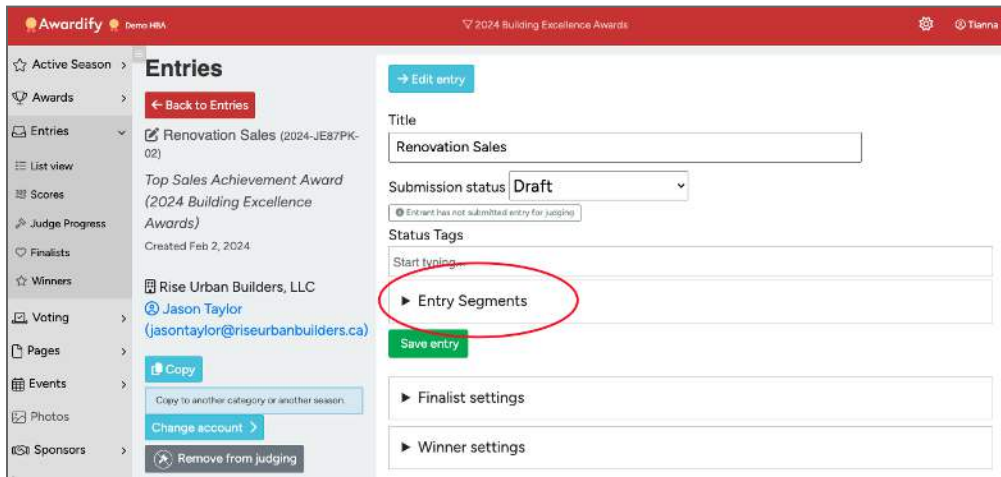 Awardify Demo HBA
2024 Building Excellence Awards
Tianna
Active Season
Awards
Entries
List view
Scores
Judge Progress
Finalists
Winners
Voting
Pages
Events
Photos
Sponsors
Entries
← Back to Entries
Renovation Sales (2024-JE87PK-
02)
Top Sales Achievement Award
(2024 Building Excellence
Awards)
Created Feb 2, 2024
Rise Urban Builders, LLC
Jason Taylor
(jasontaylor@riseurbanbuilders.ca)
Copy
Copy to another category or another season.
Change account
Remove from judging
→ Edit entry
Title
Renovation Sales
Submission status Draft
Entrant has not submitted entry for judging
Status Tags
Start typing...
Entry Segments
Save entry
Finalist settings
Winner settings